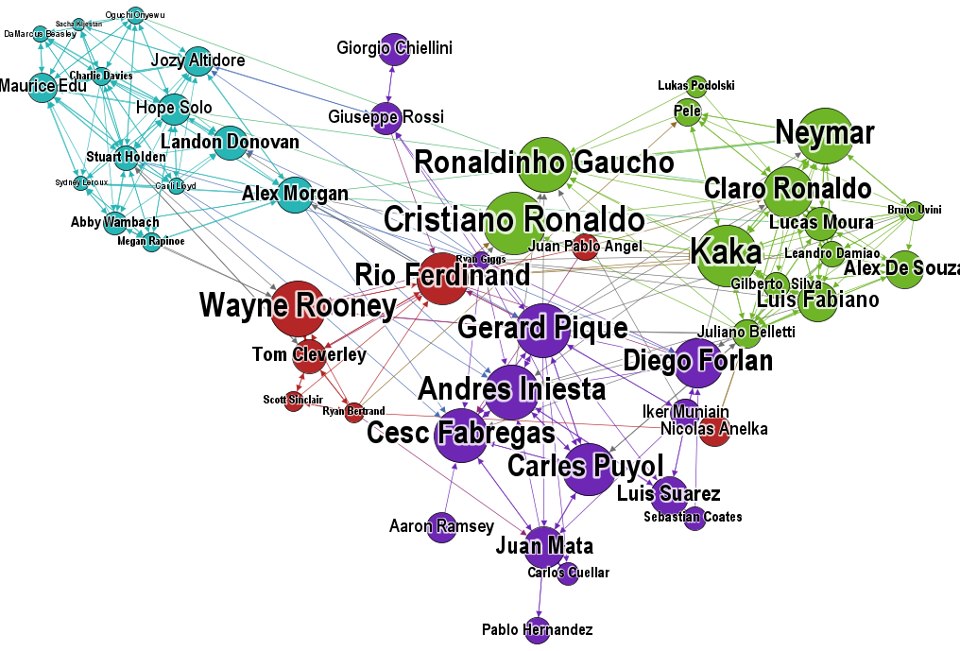 Oguchi Onyewu
Sacha Kljestan
DaMarcus Beasley
Giorgio Chiellini
Jozy Altidore
Charlie Davies
Maurice Edu
Lukas Podolski
Hope Solo
Pele
Giuseppe Rossi
Neymar
Landon Donovan
Stuart Holden
Ronaldinho Gaucho
Sydney Leroux
Carli Lloyd
Claro Ronaldo
Alex Morgan
Bruno Uvini
Abby Wambach
Cristiano Ronaldo
Lucas Moura
Megan Rapinoe
Juan Pablo Angel
Kaka
Leandro Damiao
Ryan Giggs
Alex De Souza
Rio Ferdinand
Gilberto Silva
Luis Fabiano
Wayne Rooney
Gerard Pique
Juliano Belletti
Tom Cleverley
Diego Forlan
Andres Iniesta
Scott Sinclair
Ryan Bertrand
Iker Muniain
Nicolas Anelka
Cesc Fabregas
Carles Puyol
Luis Suarez
Sebastian Coates
Aaron Ramsey
Juan Mata
Carlos Cuellar
Pablo Hernandez